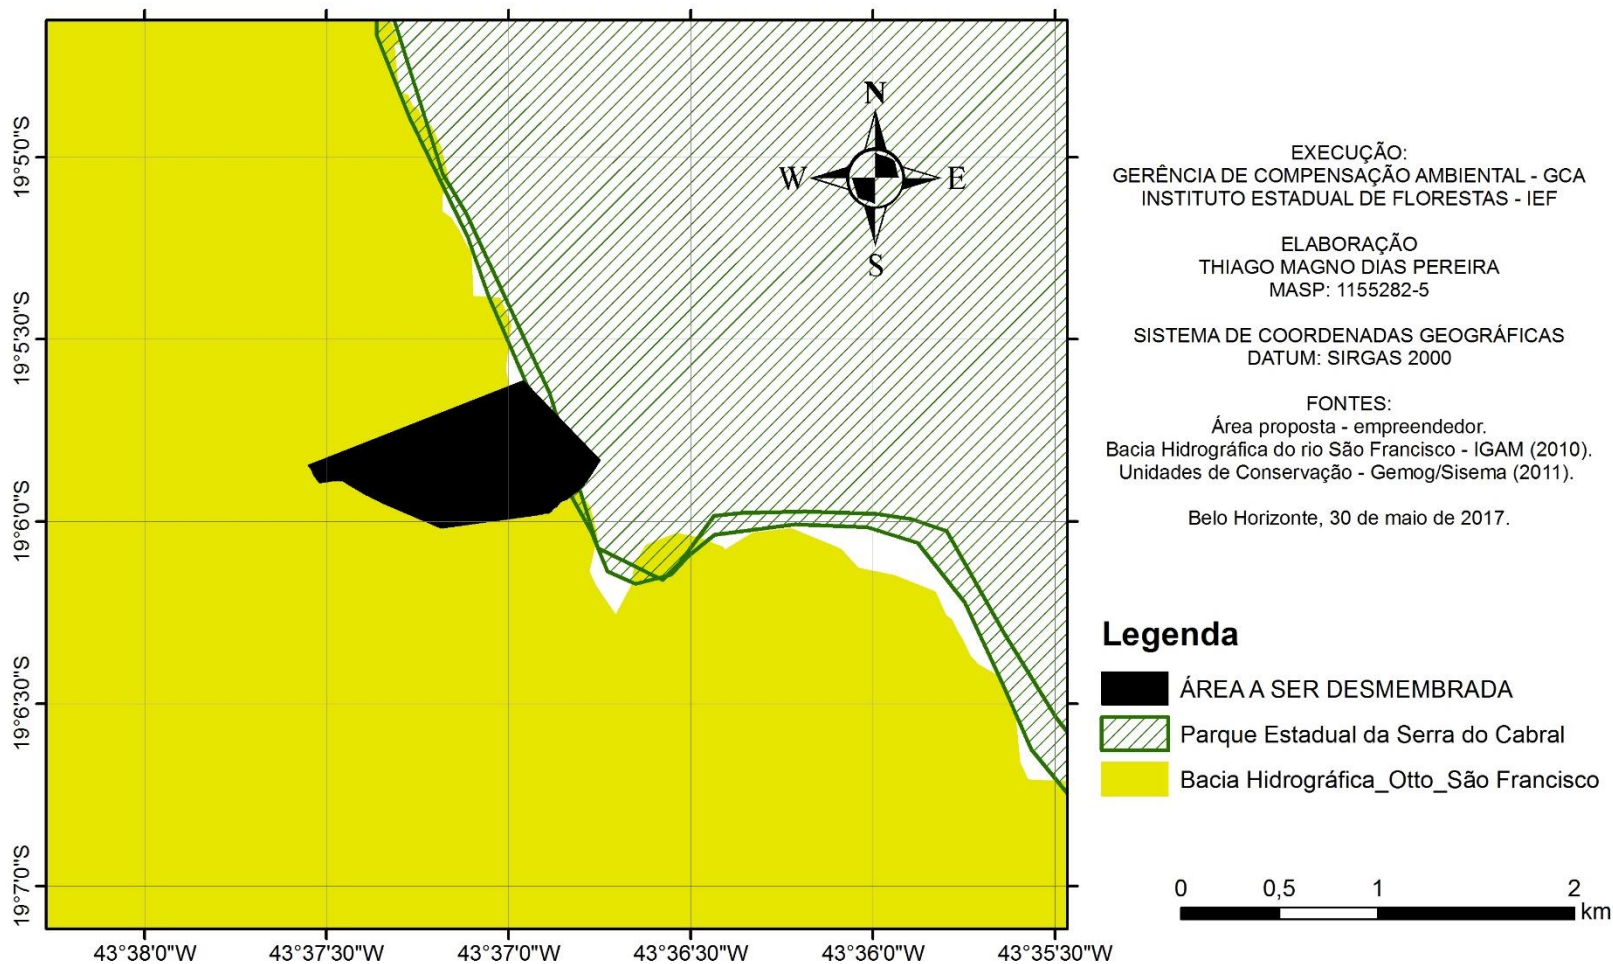 N
W
E
S
19°5'0"S
19°5'30"S
19°6'0"S
19°6'30"S
19°7'0"S
43°38'0"W
43°37'30"W
43°37'0"W
43°36'30"W
43°36'0"W
43°35'30"W
EXECUÇÃO:
GERÊNCIA DE COMPENSAÇÃO AMBIENTAL - GCA
INSTITUTO ESTADUAL DE FLORESTAS - IEF
ELABORAÇÃO
THIAGO MAGNO DIAS PEREIRA
MASP: 1155282-5
SISTEMA DE COORDENADAS GEOGRÁFICAS
DATUM: SIRGAS 2000
FONTES:
Área proposta - empreendedor.
Bacia Hidrográfica do rio São Francisco - IGAM (2010).
Unidades de Conservação - Gemog/Sisema (2011).
Belo Horizonte, 30 de maio de 2017.
Legenda
ÁREA A SER DESMEMBRADA
Parque Estadual da Serra do Cabral
Bacia Hidrográfica_Otto_São Francisco
0 0,5 1 2
km